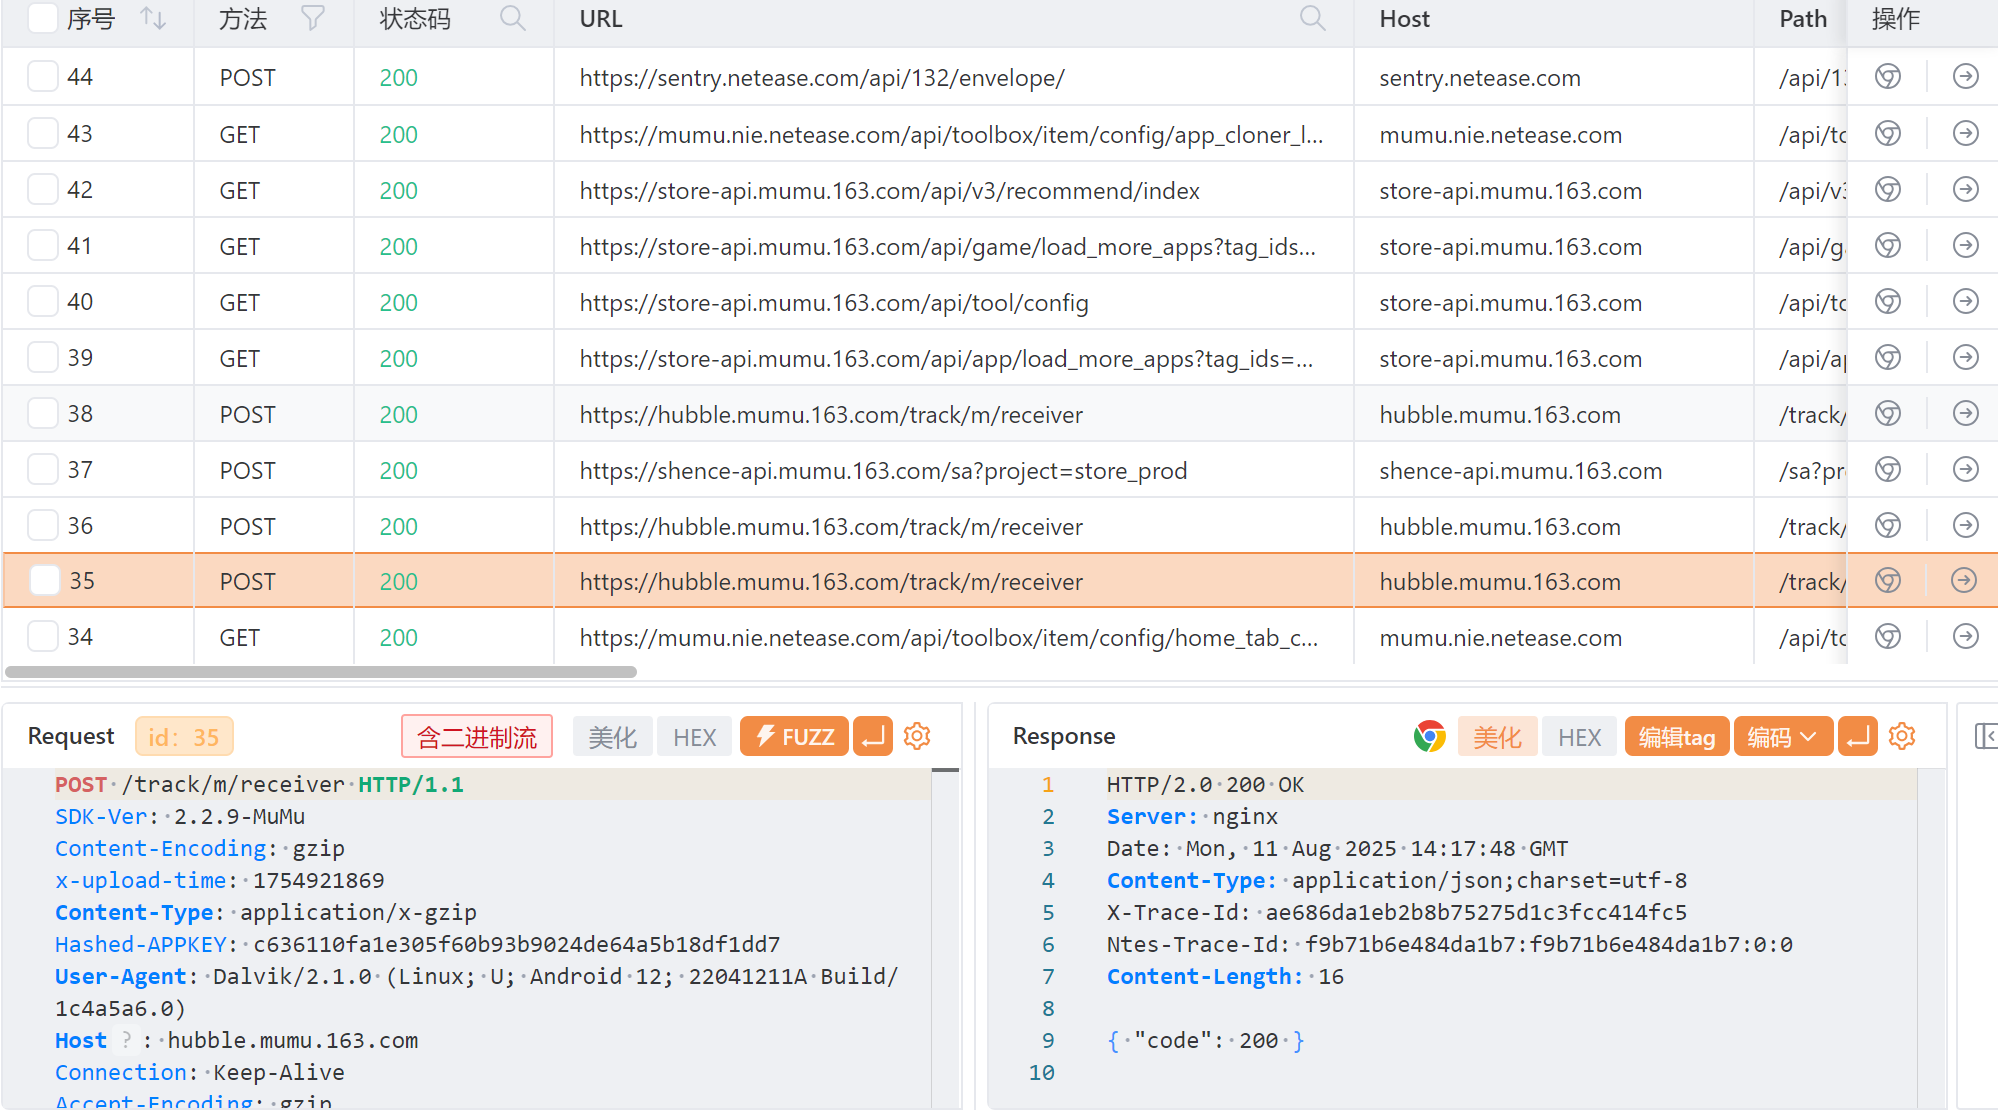 序号 方法 状态码 URL Host Path 操作
44 POST 200 https://sentry.netease.com/api/132/envelope/ sentry.netease.com /api/1
43 GET 200 https://mumu.nie.netease.com/api/toolbox/item/config/app_cloner_l... mumu.nie.netease.com /api/to
42 GET 200 https://store-api.mumu.163.com/api/v3/recommend/index store-api.mumu.163.com /api/v
41 GET 200 https://store-api.mumu.163.com/api/game/load_more_apps?tag_ids... store-api.mumu.163.com /api/g
40 GET 200 https://store-api.mumu.163.com/api/tool/config store-api.mumu.163.com /api/to
39 GET 200 https://store-api.mumu.163.com/api/app/load_more_apps?tag_ids=... store-api.mumu.163.com /api/a
38 POST 200 https://hubble.mumu.163.com/track/m/receiver hubble.mumu.163.com /track/
37 POST 200 https://shence-api.mumu.163.com/sa?project=store_prod shence-api.mumu.163.com /sa?pr
36 POST 200 https://hubble.mumu.163.com/track/m/receiver hubble.mumu.163.com /track/
35 POST 200 https://hubble.mumu.163.com/track/m/receiver hubble.mumu.163.com /track/
34 GET 200 https://mumu.nie.netease.com/api/toolbox/item/config/home_tab_c... mumu.nie.netease.com /api/to
Request id: 35 含二进制流 美化 HEX FUZZ
POST /track/m/receiver HTTP/1.1
SDK-Ver: 2.2.9-MuMu
Content-Encoding: gzip
x-upload-time: 1754921869
Content-Type: application/x-gzip
Hashed-APPKEY: c636110fa1e305f60b93b9024de64a5b18df1dd7
User-Agent: Dalvik/2.1.0 (Linux; U; Android 12; 22041211A Build/
1c4a5a6.0)
Host ? : hubble.mumu.163.com
Connection: Keep-Alive
Accept-Encoding: gzip
Response 美化 HEX 编辑tag 编码
1 HTTP/2.0 200 OK
2 Server: nginx
3 Date: Mon, 11 Aug 2025 14:17:48 GMT
4 Content-Type: application/json;charset=utf-8
5 X-Trace-Id: ae686da1eb2b8b75275d1c3fcc414fc5
6 Ntes-Trace-Id: f9b71b6e484da1b7:f9b71b6e484da1b7:0:0
7 Content-Length: 16
8
9 { "code": 200 }
10